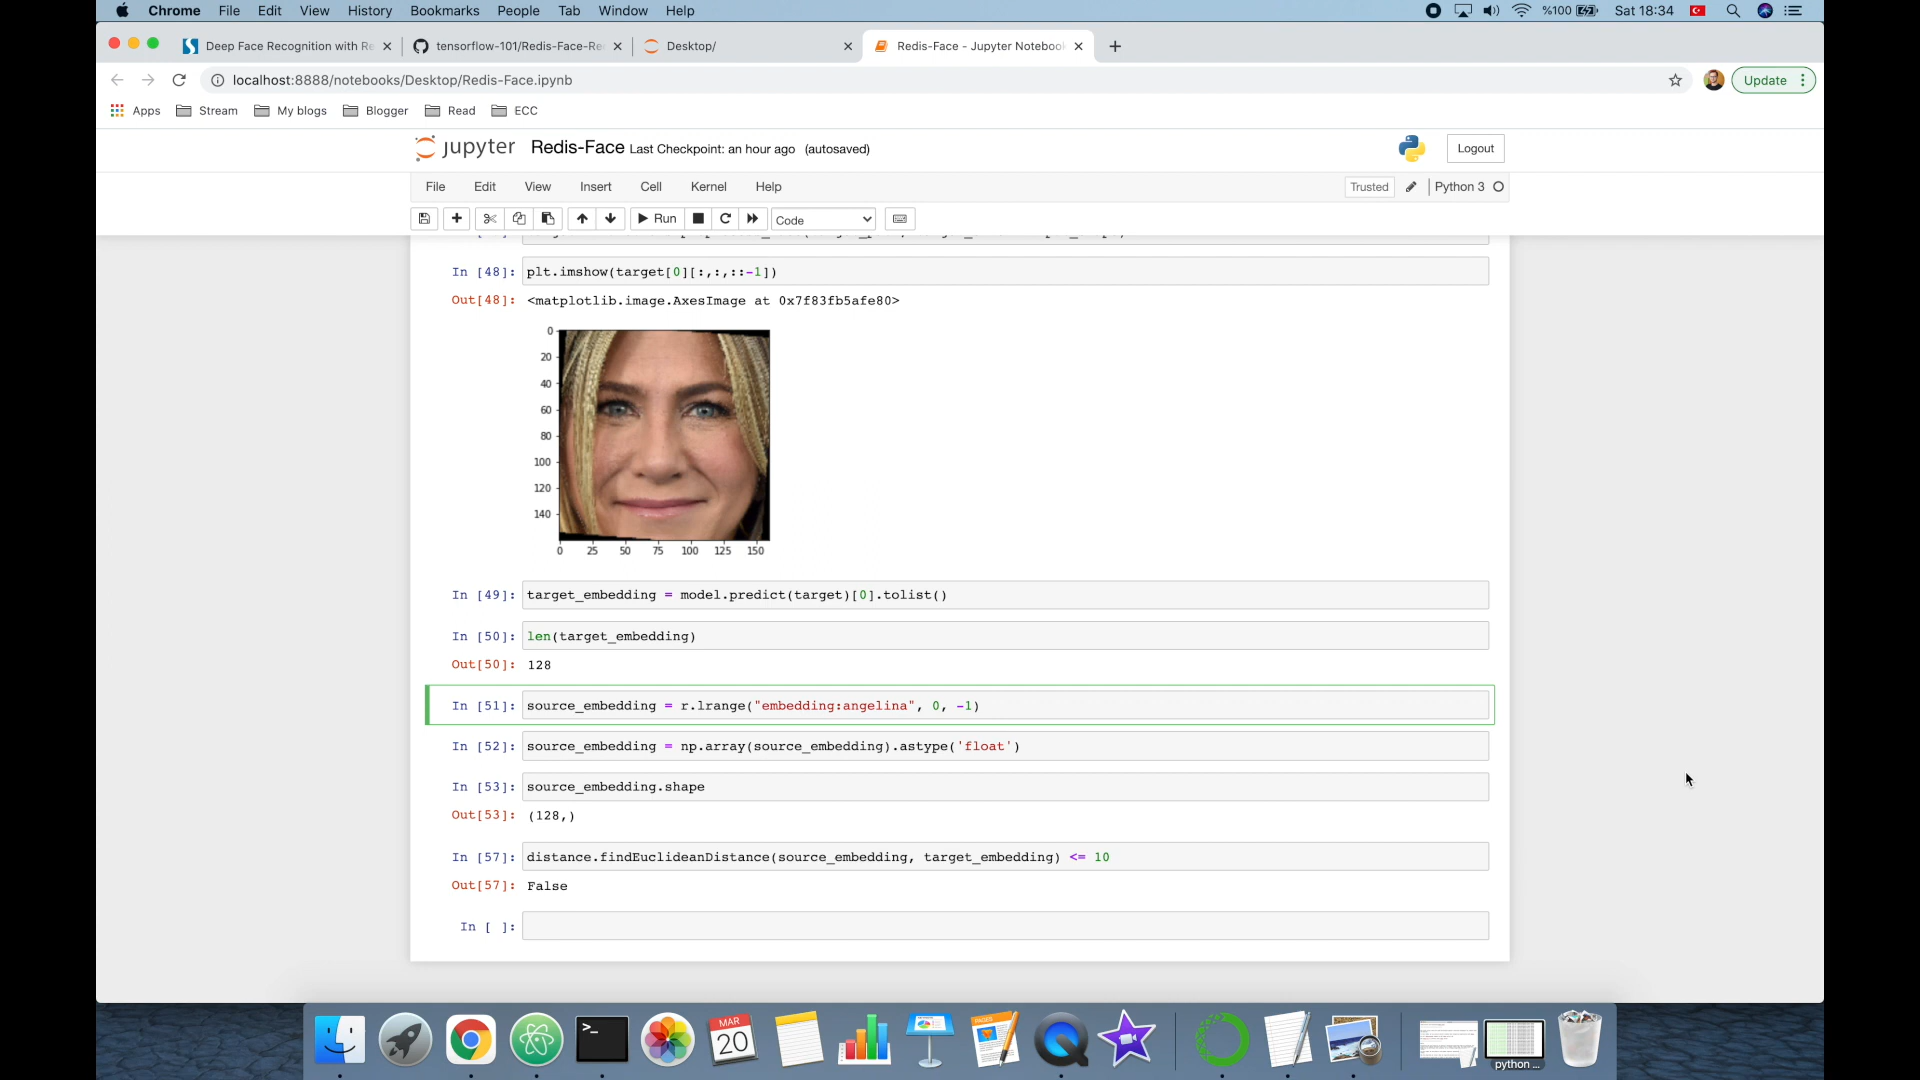 Chrome File Edit View History Bookmarks People Tab Window Help %100 Sat 18:34
Deep Face Recognition with Re tensorflow-101/Redis-Face-Re Desktop/ Redis-Face - Jupyter Notebook
localhost:8888/notebooks/Desktop/Redis-Face.ipynb Update
Apps Stream My blogs Blogger Read ECC
jupyter Redis-Face Last Checkpoint: an hour ago (autosaved) Logout
File Edit View Insert Cell Kernel Help Trusted Python 3
Run Code
In [48]: plt.imshow(target[0][:,:,::-1])
Out[48]: <matplotlib.image.AxesImage at 0x7f83fb5afe80>
0
20
40
60
80
100
120
140
0 25 50 75 100 125 150
In [49]: target_embedding = model.predict(target)[0].tolist()
In [50]: len(target_embedding)
Out[50]: 128
In [51]: source_embedding = r.lrange("embedding:angelina", 0, -1)
In [52]: source_embedding = np.array(source_embedding).astype('float')
In [53]: source_embedding.shape
Out[53]: (128,)
In [57]: distance.findEuclideanDistance(source_embedding, target_embedding) <= 10
Out[57]: False
In [ ]:
MAR
20
PAGES
python ...